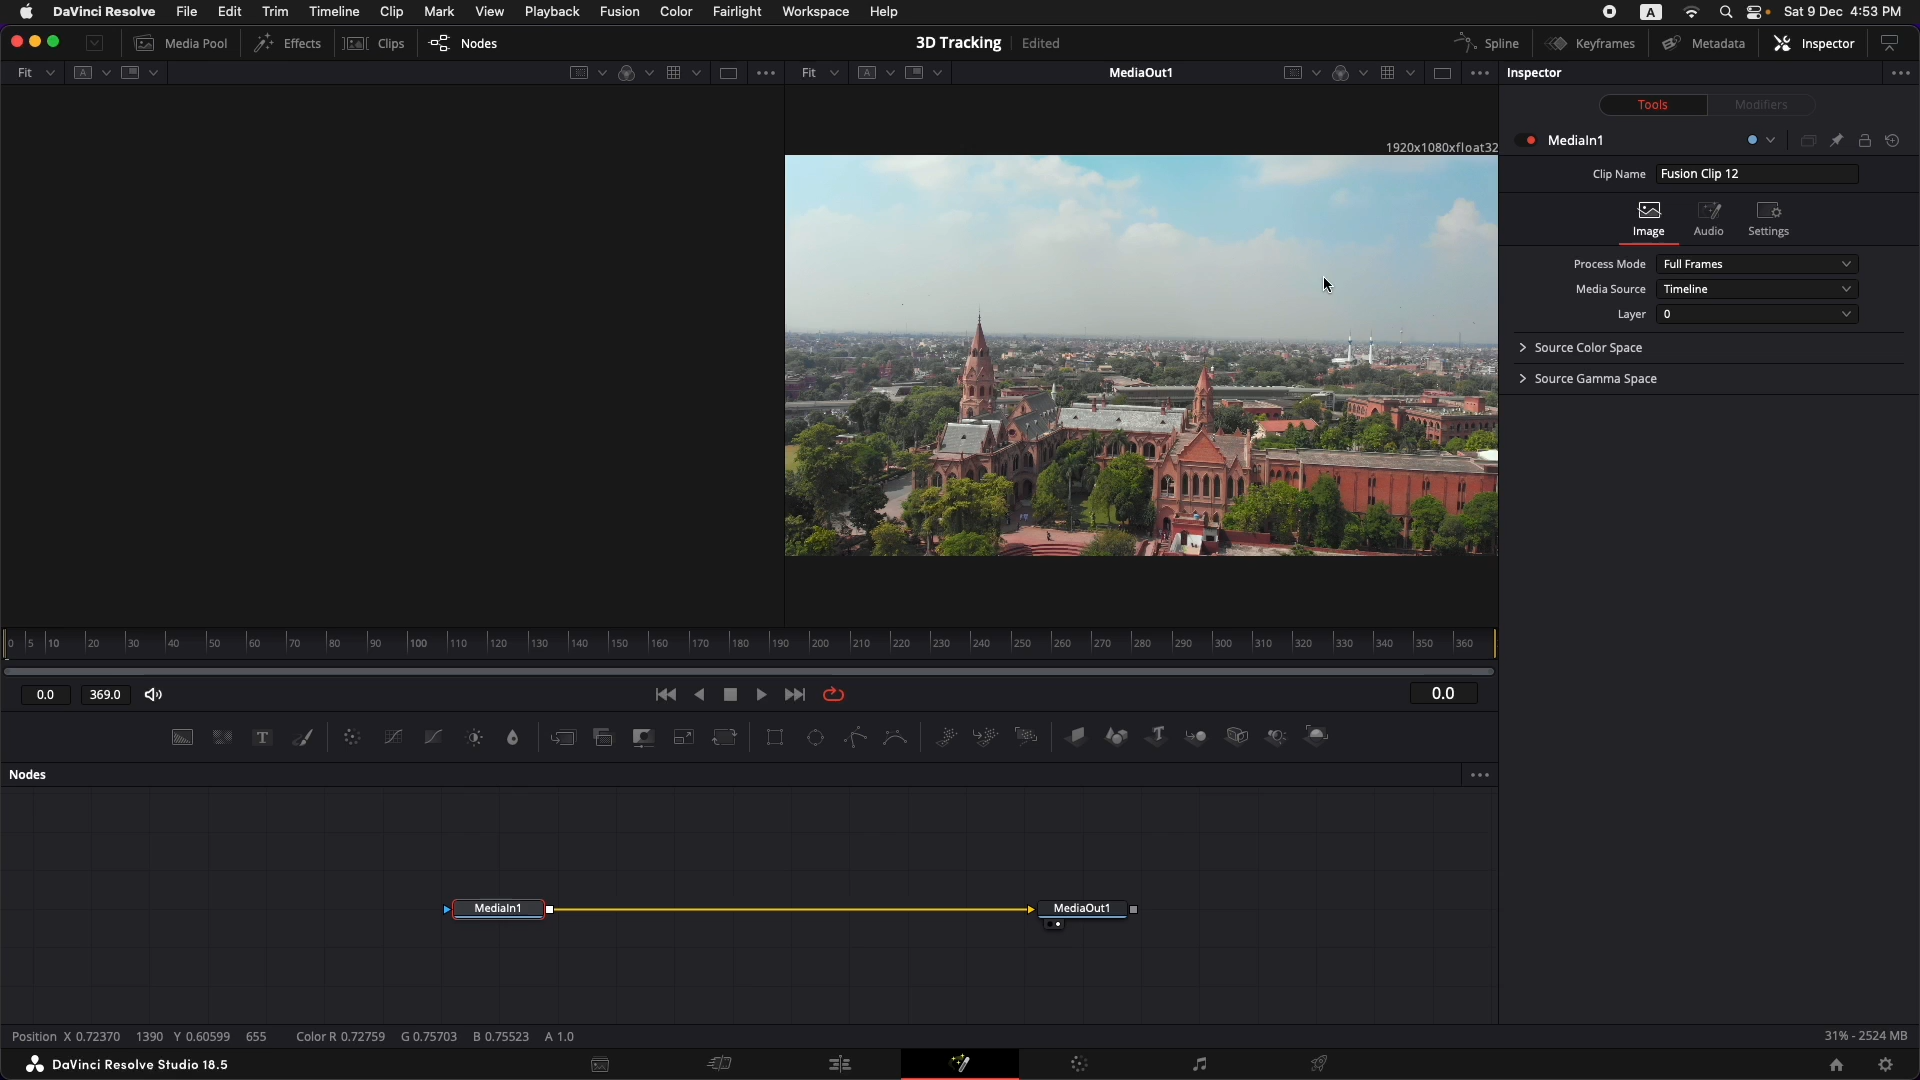 DaVinci Resolve File Edit Trim Timeline Clip Mark View Playback Fusion Color Fairlight Workspace Help A Sat 9 Dec 4:53 PM
Media Pool Effects Clips Nodes 3D Tracking Edited Spline Keyframes Metadata Inspector
Fit A Fit A MediaOut1 Inspector
Tools Modifiers
MediaIn1
1920x1080xfloat32
Clip Name Fusion Clip 12
Image Audio Settings
Process Mode Full Frames
Media Source Timeline
Layer 0
Source Color Space
Source Gamma Space
0 5 10 20 30 40 50 60 70 80 90 100 110 120 130 140 150 160 170 180 190 200 210 220 230 240 250 260 270 280 290 300 310 320 330 340 350 360
0.0 369.0 0.0
T T
Nodes
MediaIn1 MediaOut1
Position X 0.72370 1390 Y 0.60599 655 Color R 0.72759 G 0.75703 B 0.75523 A 1.0 31% - 2524 MB
DaVinci Resolve Studio 18.5